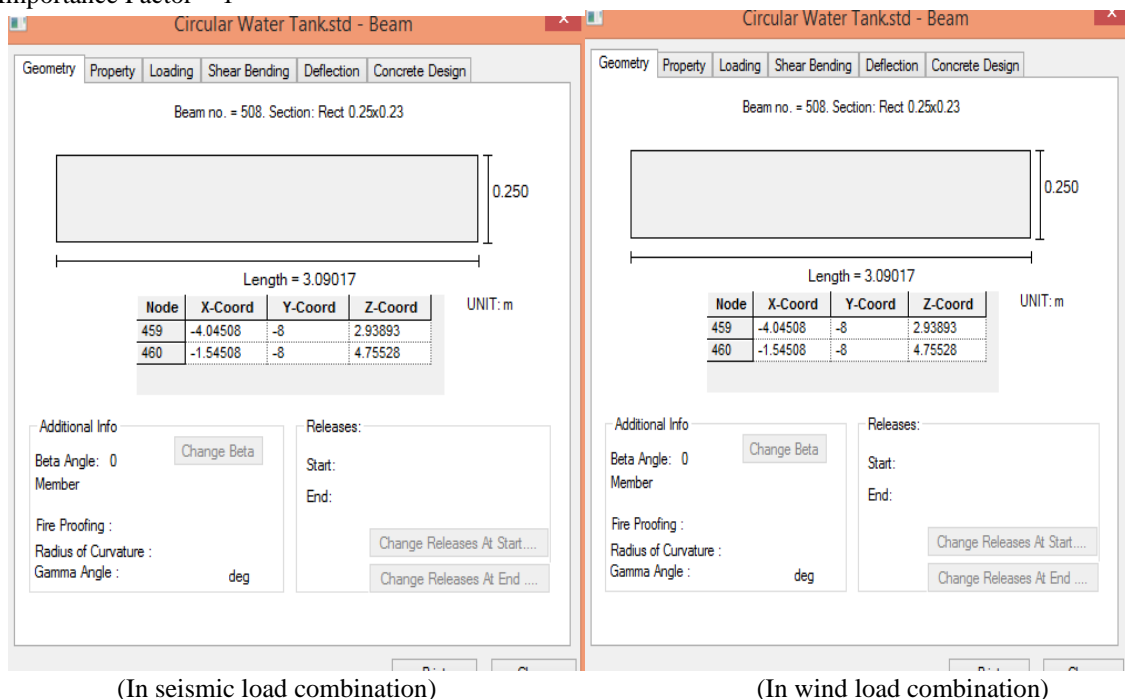 Importance Factor
Circular Water Tank.std - Beam
x
Geometry Property Loading Shear Bending Deflection Concrete Design
Beam no. = 508. Section: Rect 0.25x0.23
0.250
Length = 3.09017
UNIT: m
Node X-Coord Y-Coord Z-Coord
459 -4.04508 -8 2.93893
460 -1.54508 -8 4.75528
Additional Info
Change Beta
Beta Angle: 0
Member
Fire Proofing :
Radius of Curvature :
Gamma Angle : deg
Releases:
Start:
End:
Change Releases At Start....
Change Releases At End ....
(In seismic load combination)
Circular Water Tank.std - Beam
x
Geometry Property Loading Shear Bending Deflection Concrete Design
Beam no. = 508. Section: Rect 0.25x0.23
0.250
Length = 3.09017
UNIT: m
Node X-Coord Y-Coord Z-Coord
459 -4.04508 -8 2.93893
460 -1.54508 -8 4.75528
Additional Info
Change Beta
Beta Angle: 0
Member
Fire Proofing :
Radius of Curvature :
Gamma Angle : deg
Releases:
Start:
End:
Change Releases At Start....
Change Releases At End ....
(In wind load combination)